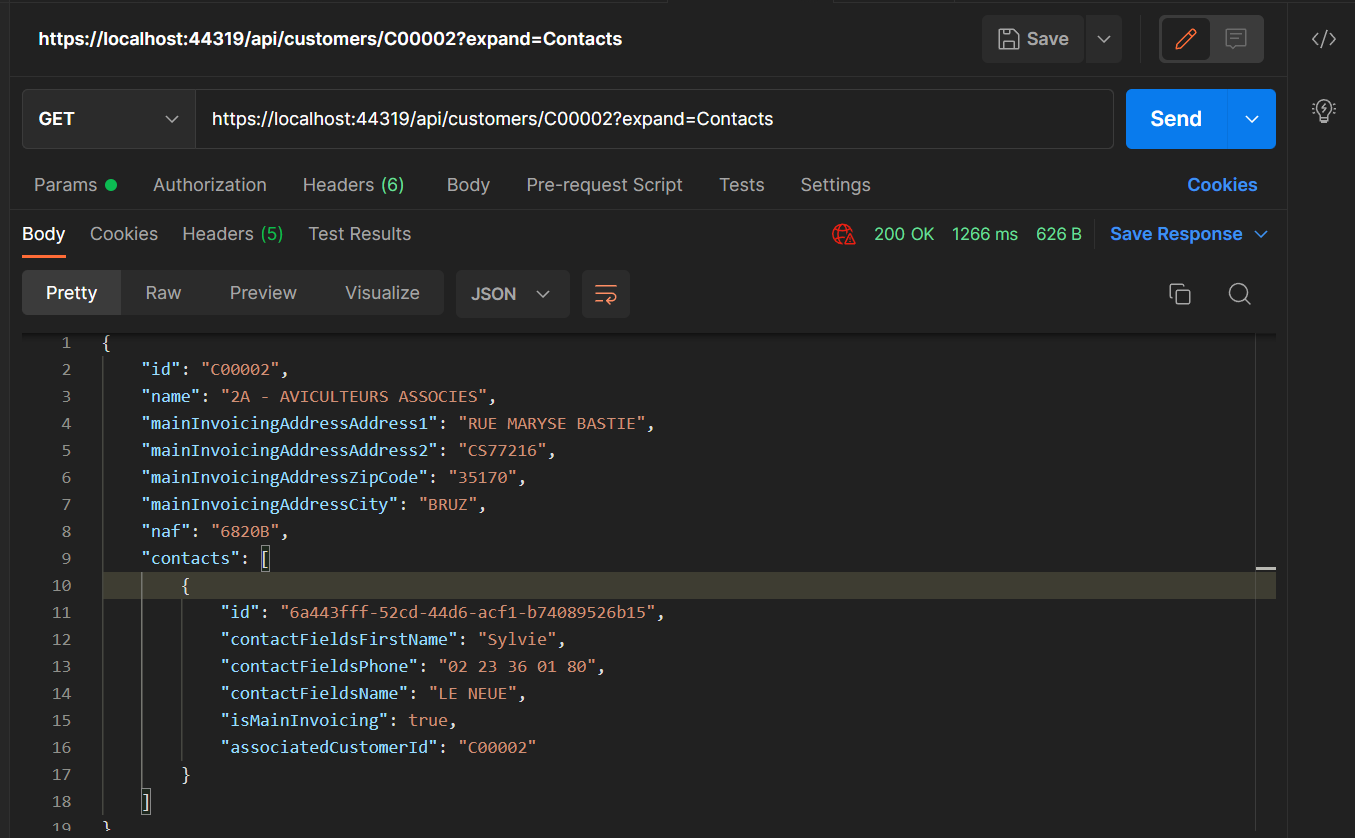 https://localhost:44319/api/customers/C00002?expand=Contacts
Save
GET
https://localhost:44319/api/customers/C00002?expand=Contacts
Send
Params Authorization Headers (6) Body Pre-request Script Tests Settings Cookies
Body Cookies Headers (5) Test Results 200 OK 1266 ms 626 B Save Response
Pretty Raw Preview Visualize JSON
1 {
2 "id": "C00002",
3 "name": "2A - AVICULTEURS ASSOCIES",
4 "mainInvoicingAddressAddress1": "RUE MARYSE BASTIE",
5 "mainInvoicingAddressAddress2": "CS77216",
6 "mainInvoicingAddressZipCode": "35170",
7 "mainInvoicingAddressCity": "BRUZ",
8 "naf": "6820B",
9 "contacts": [
10 {
11 "id": "6a443fff-52cd-44d6-acf1-b74089526b15",
12 "contactFieldsFirstName": "Sylvie",
13 "contactFieldsPhone": "02 23 36 01 80",
14 "contactFieldsName": "LE NEUE",
15 "isMainInvoicing": true,
16 "associatedCustomerId": "C00002"
17 }
18 ]
19 }